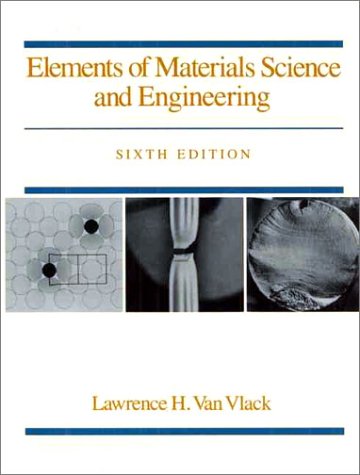 Elements of Materials Science
and Engineering
SIXTH EDITION
Lawrence H. Van Vlack